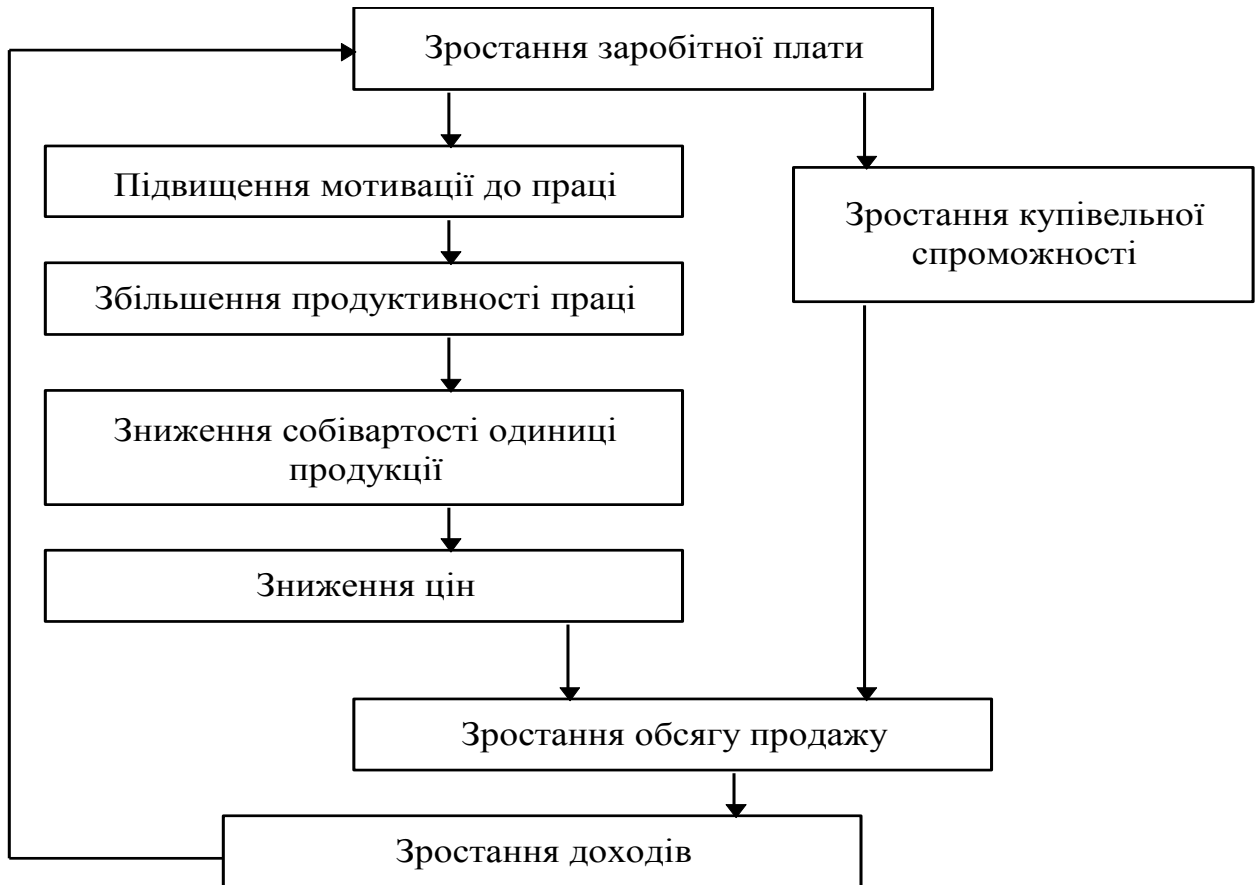 Зростання заробітної плати
Підвищення мотивації до праці
Зростання купівельної
спроможності
Збільшення продуктивності праці
Зниження собівартості одиниці
продукції
Зниження цін
Зростання обсягу продажу
Зростання доходів